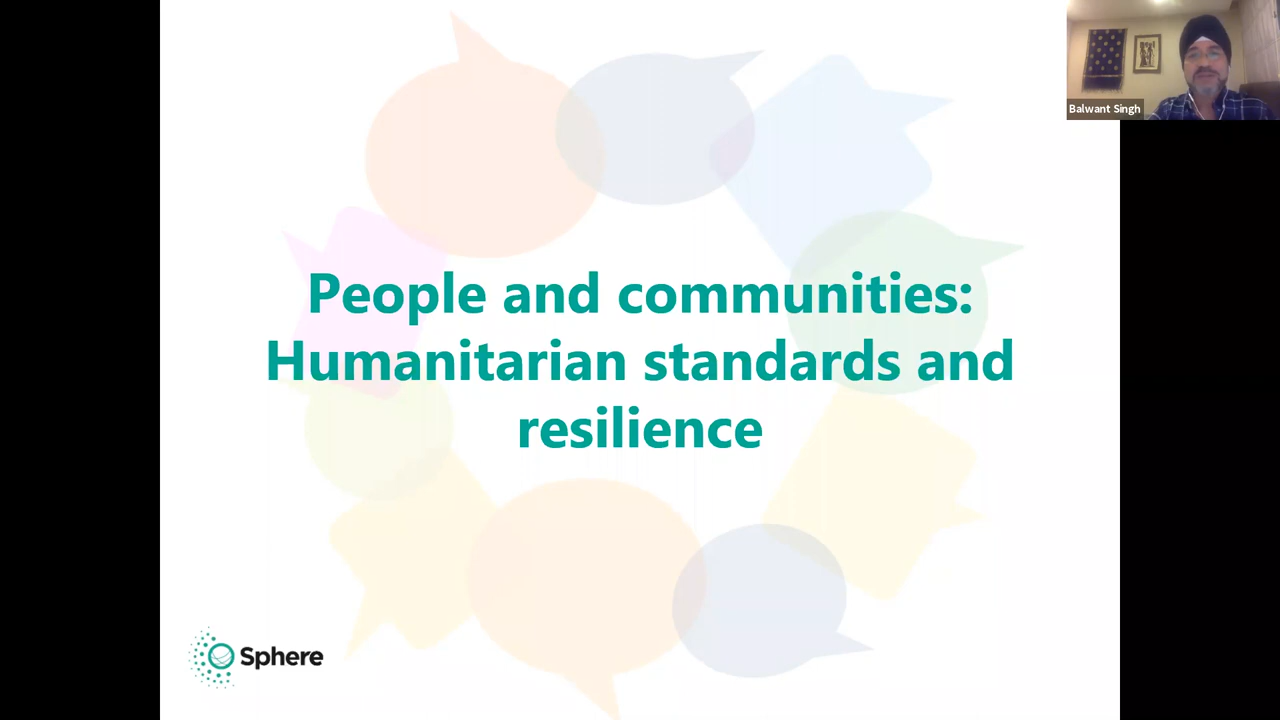 Balwant Singh
People and communities:
Humanitarian standards and
resilience
Sphere